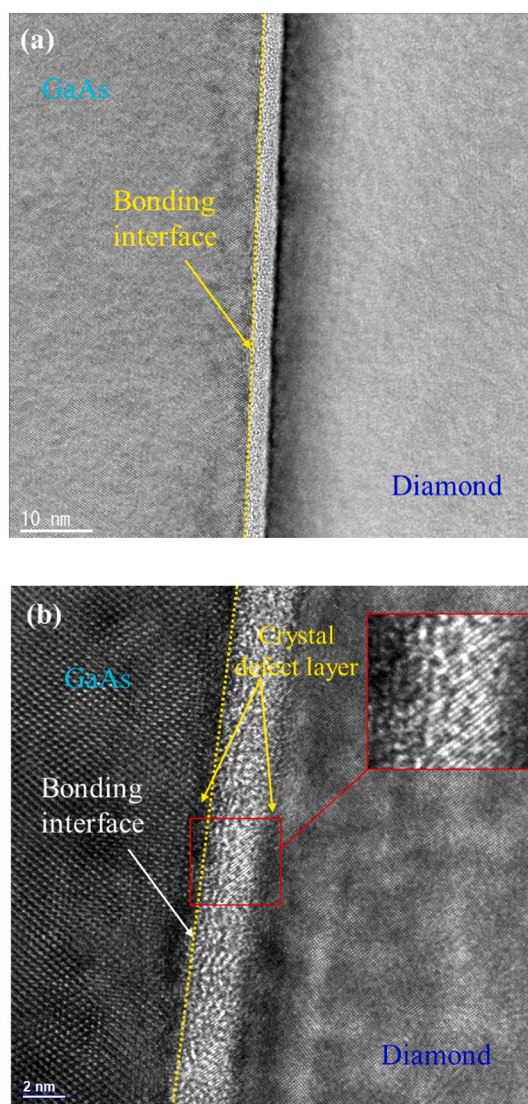 (a)
GaAs
Bonding
interface
Diamond
10 nm
(b)
GaAs
Crystal
defect layer
Bonding
interface
Diamond
2 nm